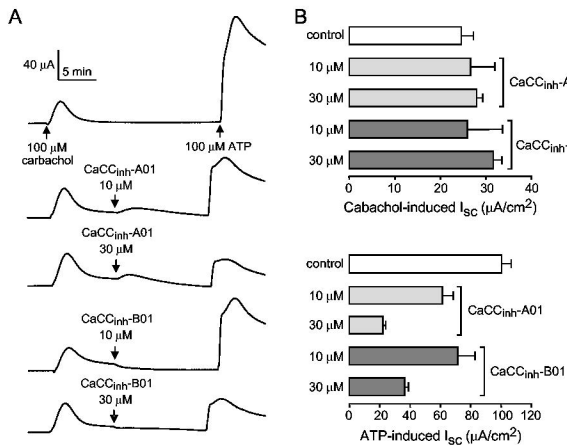 A
40 µA
5 min
100 µM
carbachol
100 µM ATP
CaCCinh-A01
10 µM
CaCCinh-A01
30 µM
CaCCinh-B01
10 µM
CaCCinh-B01
30 µM
B
control
10 µM
30 µM
CaCCinh-A
10 µM
30 µM
CaCCinh
0 10 20 30 40
Cabachol-induced ISC (µA/cm²)
control
10 µM
30 µM
CaCCinh-A01
10 µM
30 µM
CaCCinh-B01
0 20 40 60 80 100 120
ATP-induced ISC (µA/cm²)